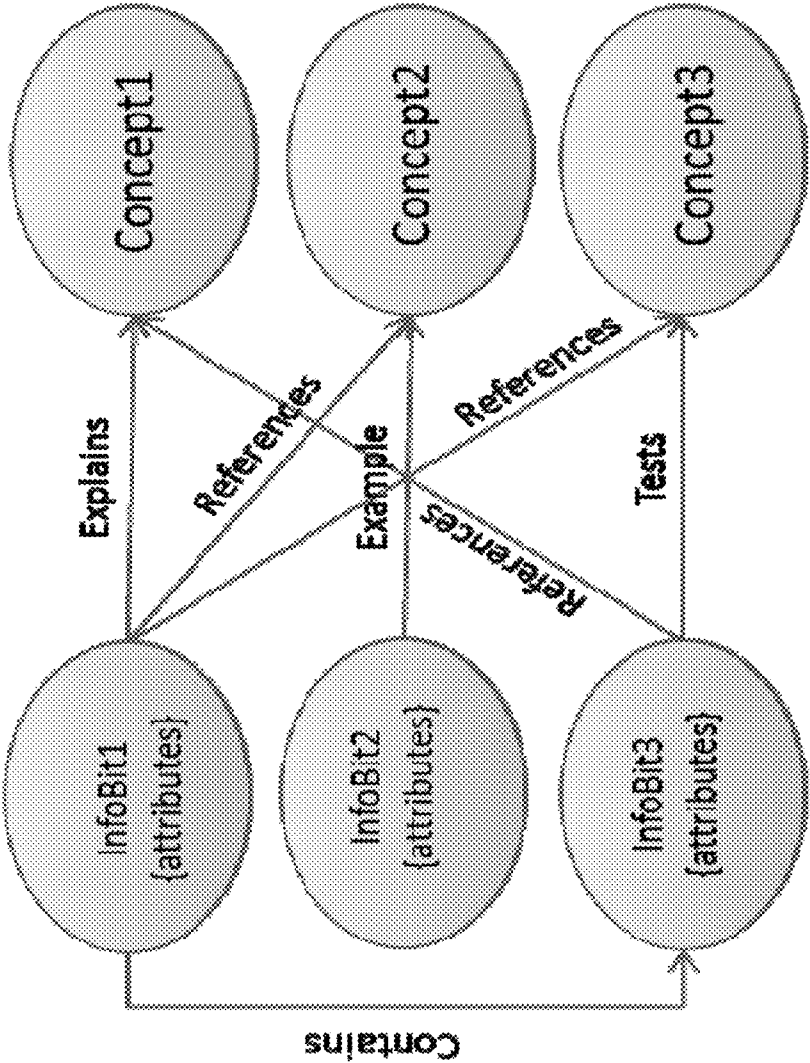 Concept1
Concept2
Concept3
Explains
References
Example
References
References
Tests
InfoBit1
{attributes}
InfoBit2
{attributes}
InfoBit3
{attributes}
Contains